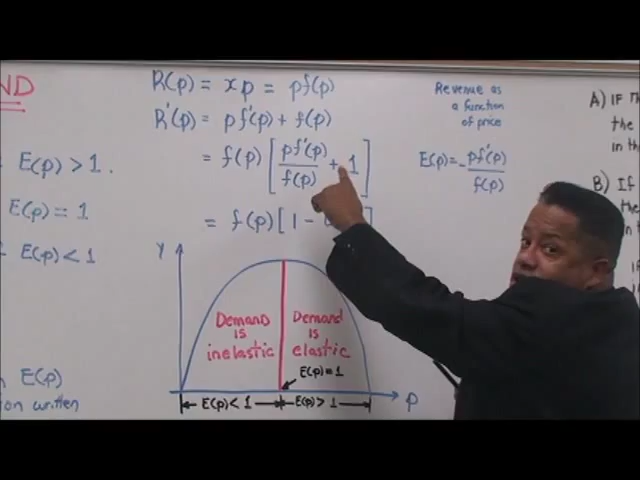 ND
R(p) = xp = pf(p)
R'(p) = pf'(p) + f(p)
= f(p) [ pf'(p) / f(p) + 1 ]
= f(p) [ 1 - ]
E(p) > 1.
E(p) = 1
E(p) < 1
E(p)
written
Revenue as
a function
of price
E(p) = - pf'(p) / f(p)
A) IF
the
in th
B) If
the
in
Y
Demand
is
inelastic
Demand
is
elastic
E(p) = 1
E(p) < 1
E(p) > 1
p